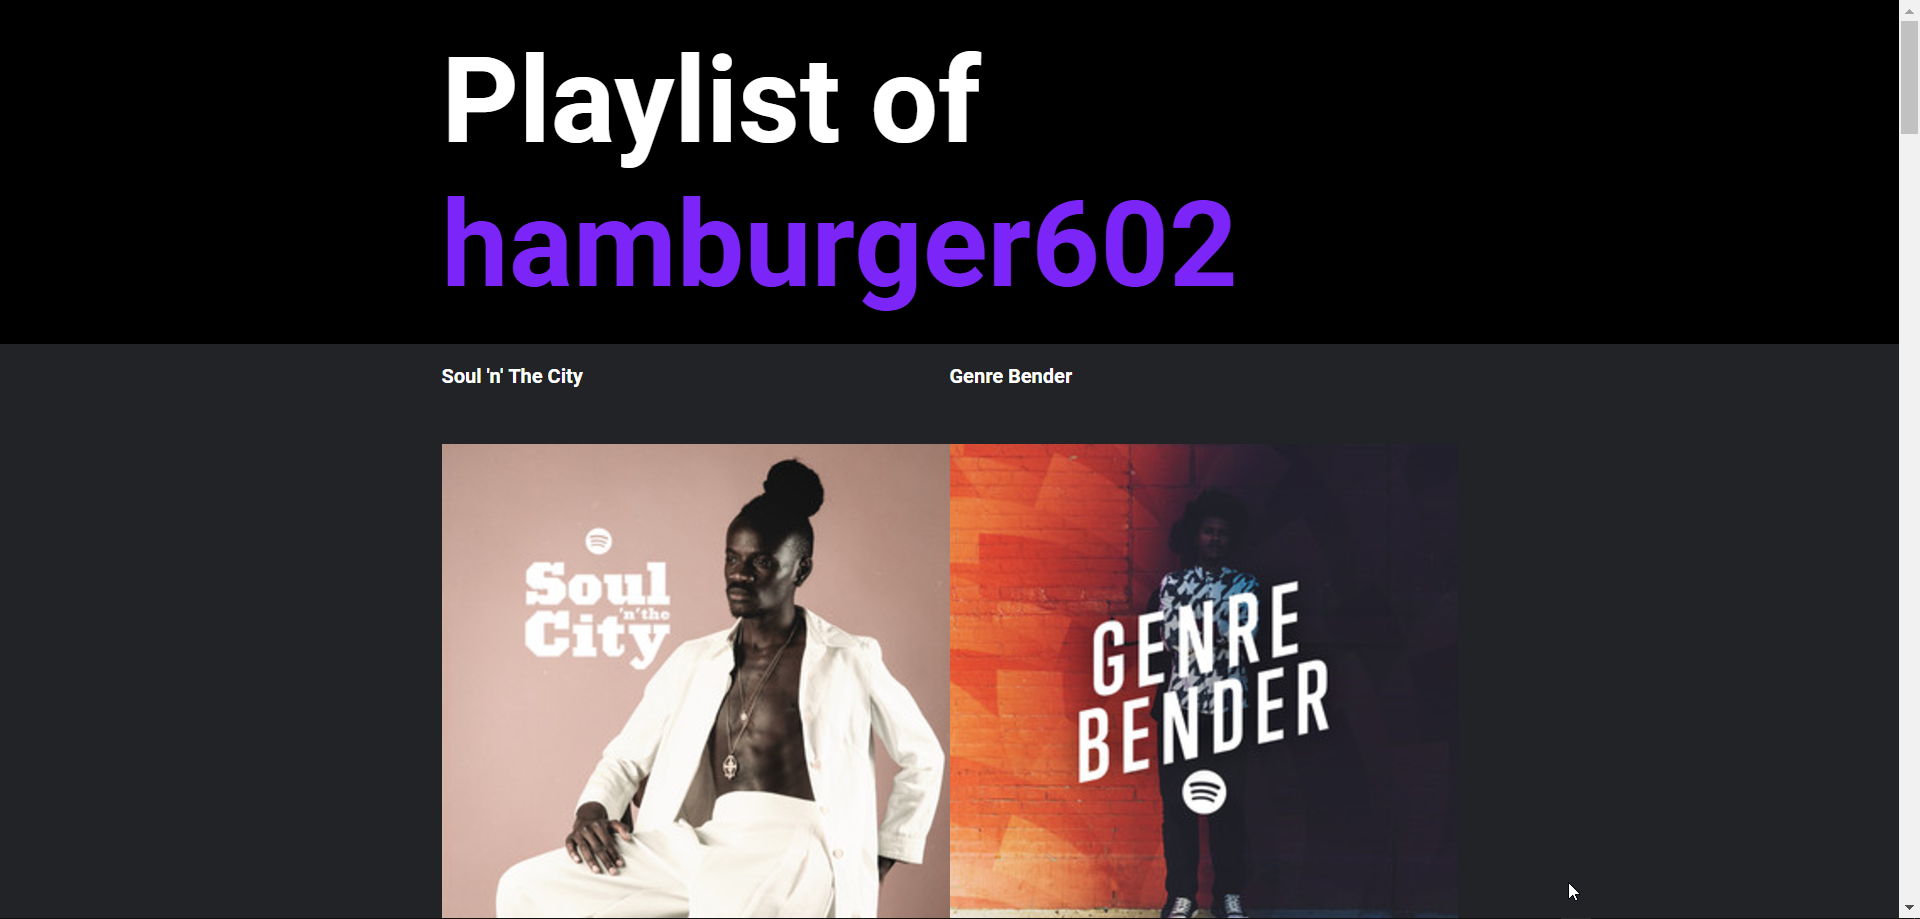 Playlist of
hamburger602
Soul 'n' The City
Genre Bender
Soul
'n'the
City
GENRE
BENDER